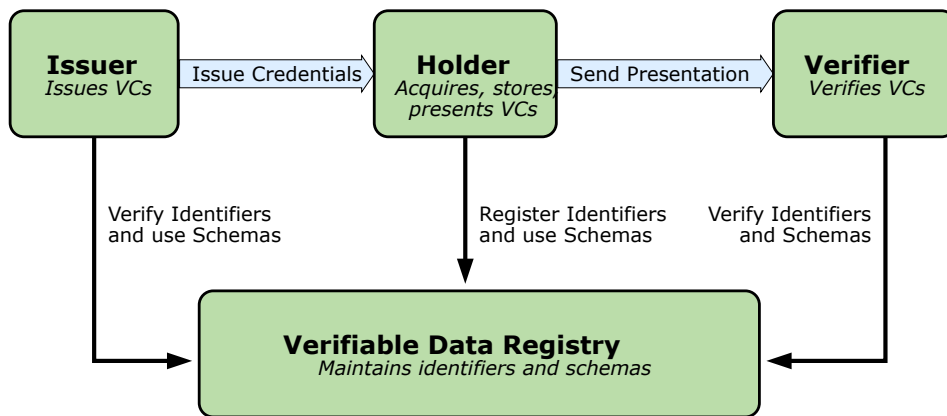 Issuer
Issues VCs
Issue Credentials
Holder
Acquires, stores,
presents VCs
Send Presentation
Verifier
Verifies VCs
Verify Identifiers
and use Schemas
Register Identifiers
and use Schemas
Verify Identifiers
and Schemas
Verifiable Data Registry
Maintains identifiers and schemas